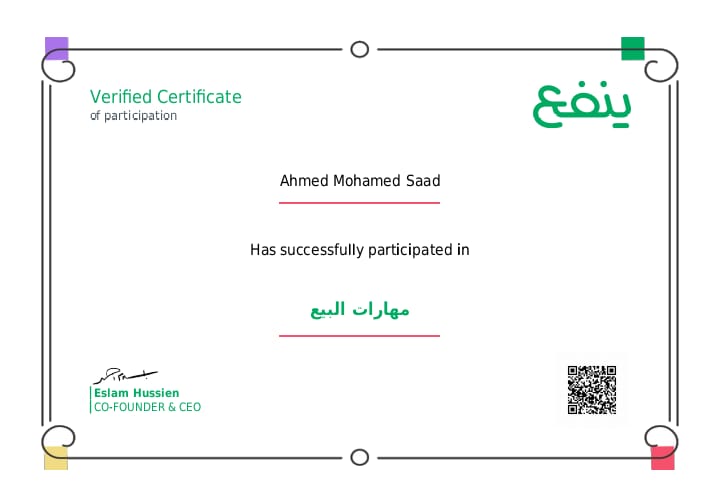 Verified Certificate
of participation
ينفع
Ahmed Mohamed Saad
Has successfully participated in
مهارات البيع
Eslam Hussien
CO-FOUNDER & CEO